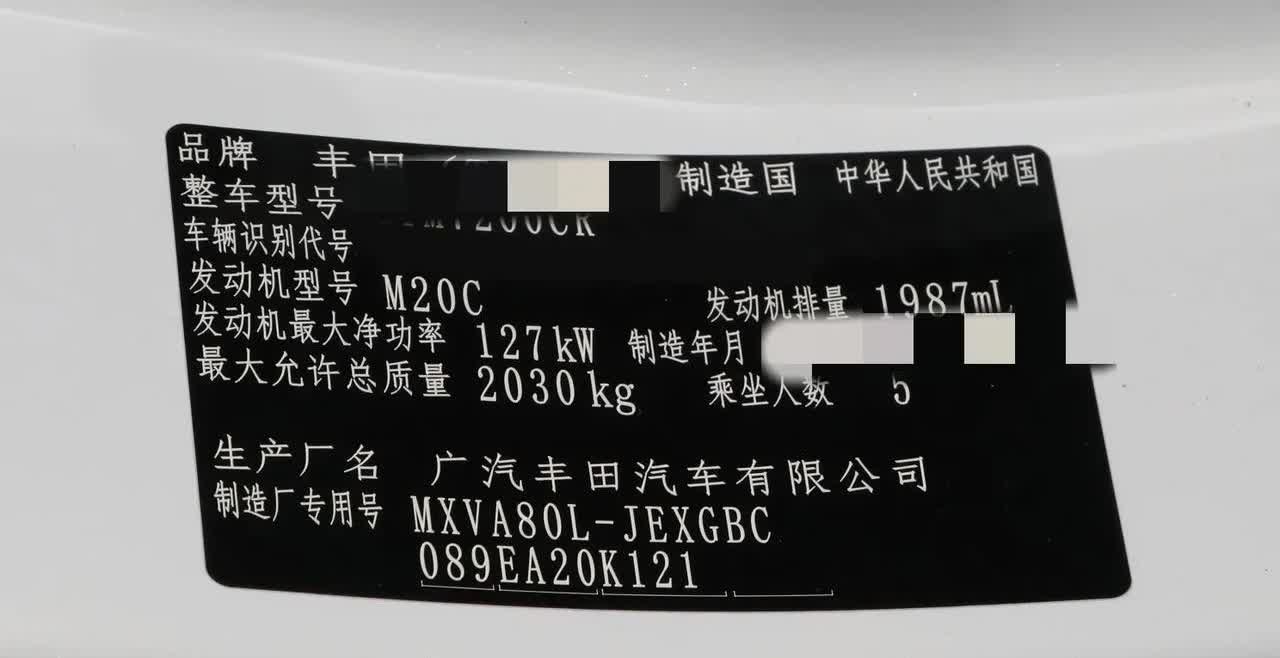 品牌 丰田 制造国 中华人民共和国
整车型号
车辆识别代号
发动机型号 M20C 发动机排量 1987mL
发动机最大净功率 127kW 制造年月
最大允许总质量 2030kg 乘坐人数 5
生产厂名 广汽丰田汽车有限公司
制造厂专用号 MXVA80L-JEXGBC
089EA20K121